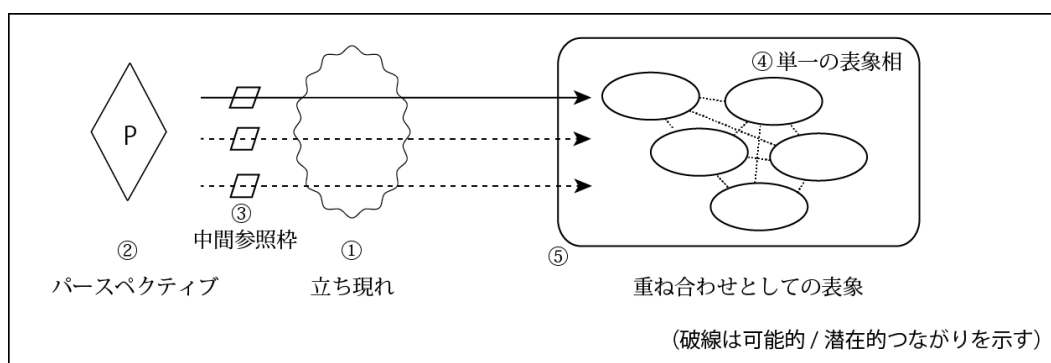 ④ 単一の表象相
P
③
中間参照枠
②
①
⑤
パースペクティブ
立ち現れ
重ね合わせとしての表象
（破線は可能的 / 潜在的つながりを示す）